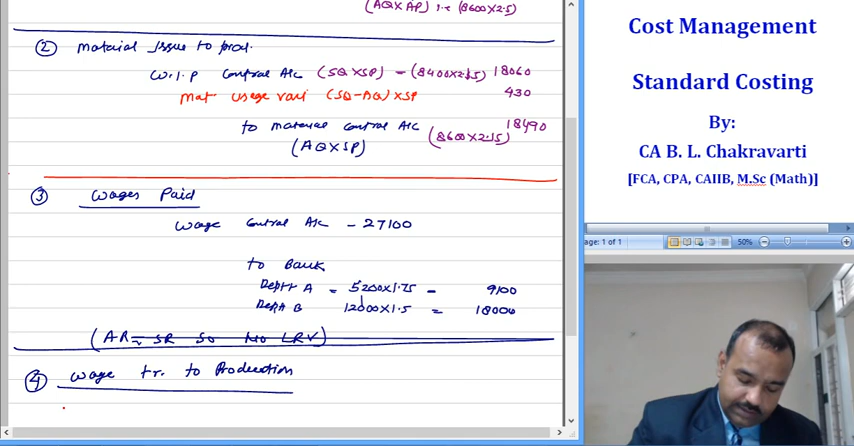 (AQ×AP) i.e (8600×2.5)
② Material Issue to prod.
W.I.P Control A/c (SQ×SP) = (8400×2.15) 18060
Mat usage vari (SQ-AQ)×SP 430
to material control A/c (8600×2.15) 18490
(AQ×SP)
③ Wages Paid
Wage Control A/c - 27100
to Bank
Deptt A = 5200×1.75 = 9100
Deptt B 12000×1.5 = 18000
(AR = SR So No LRV)
④ Wage tr. to Production
Cost Management
Standard Costing
By:
CA B. L. Chakravarti
[FCA, CPA, CAIIB, M.Sc (Math)]
age: 1 of 1
50%